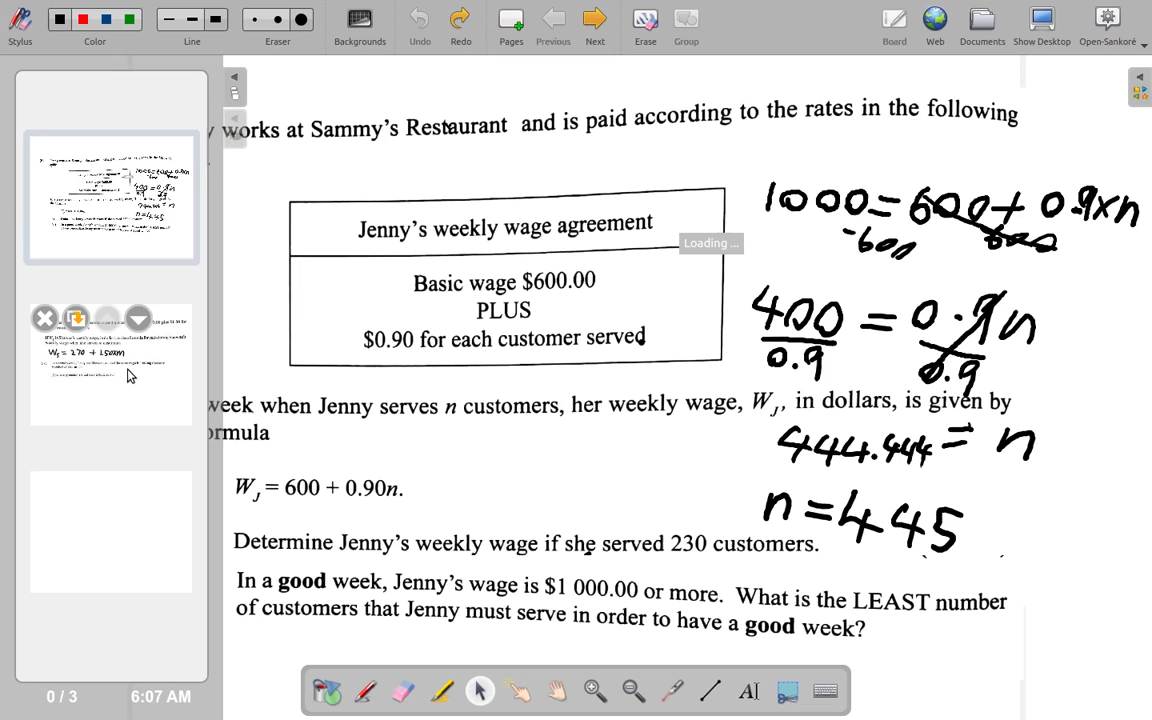 Stylus
Color
Line
Eraser
Backgrounds
Undo
Redo
Pages
Previous
Next
Erase
Group
Board
Web
Documents
Show Desktop
Open-Sankoré
y works at Sammy's Restaurant and is paid according to the rates in the following
Jenny's weekly wage agreement
Loading ...
Basic wage $600.00
PLUS
$0.90 for each customer served
1000 = 600 + 0.9xn
-600 -600
400 = 0.9n
0.9 0.9
444.444 = n
n = 445
week when Jenny serves n customers, her weekly wage, WJ, in dollars, is given by
ormula
WJ = 600 + 0.90n.
Determine Jenny's weekly wage if she served 230 customers.
In a good week, Jenny's wage is $1 000.00 or more. What is the LEAST number
of customers that Jenny must serve in order to have a good week?
0 / 3
6:07 AM